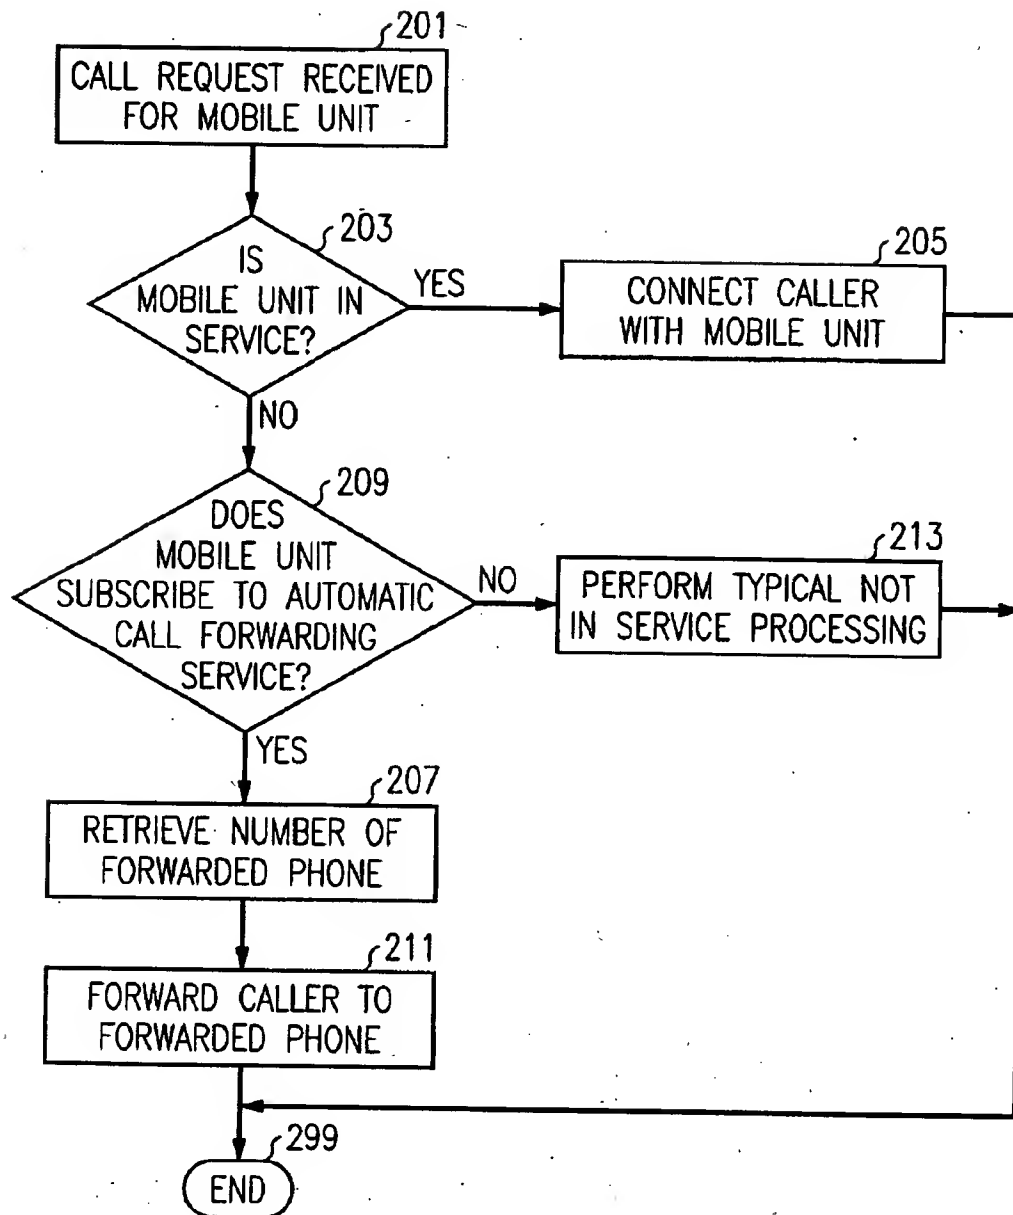 201
CALL REQUEST RECEIVED
FOR MOBILE UNIT
203
IS
MOBILE UNIT IN
SERVICE?
YES
205
CONNECT CALLER
WITH MOBILE UNIT
NO
209
DOES
MOBILE UNIT
SUBSCRIBE TO AUTOMATIC
CALL FORWARDING
SERVICE?
NO
213
PERFORM TYPICAL NOT
IN SERVICE PROCESSING
YES
207
RETRIEVE NUMBER OF
FORWARDED PHONE
211
FORWARD CALLER TO
FORWARDED PHONE
299
END